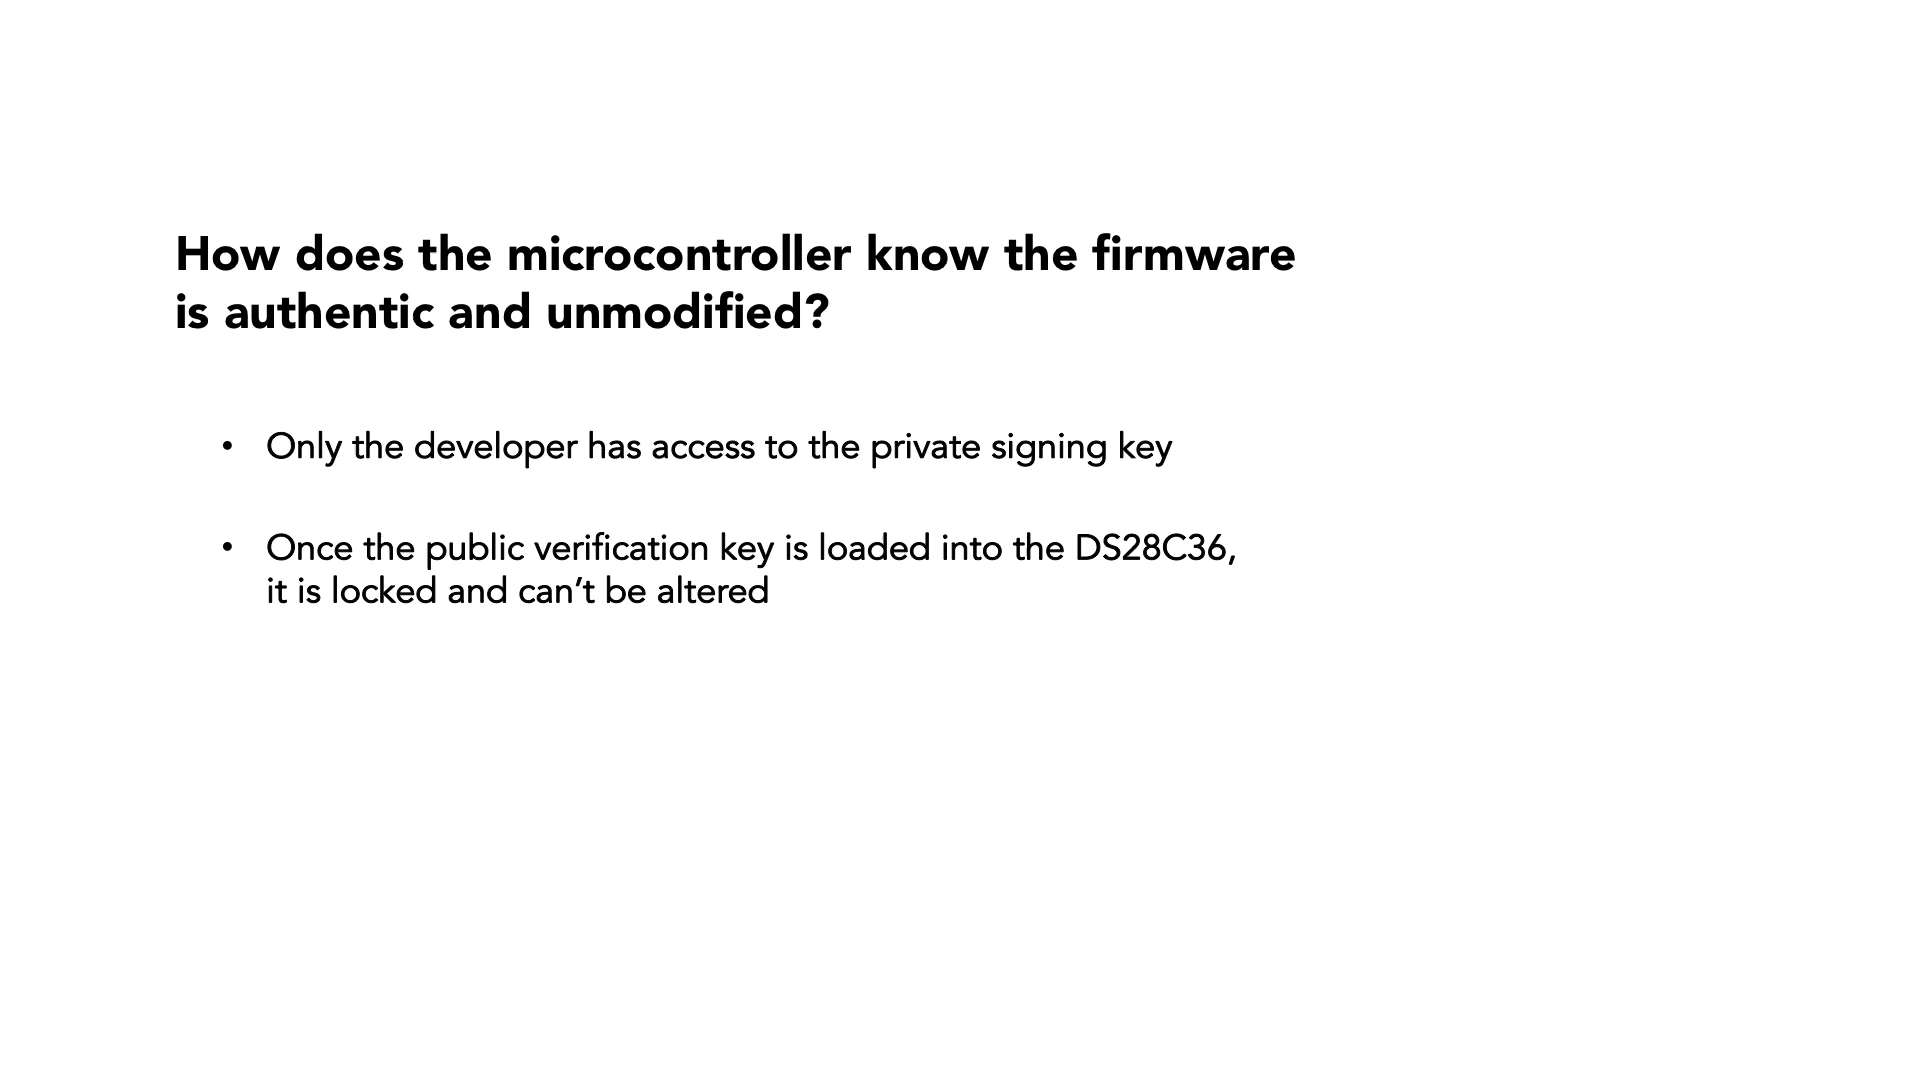 How does the microcontroller know the firmware
is authentic and unmodified?
• Only the developer has access to the private signing key
• Once the public verification key is loaded into the DS28C36,
it is locked and can’t be altered